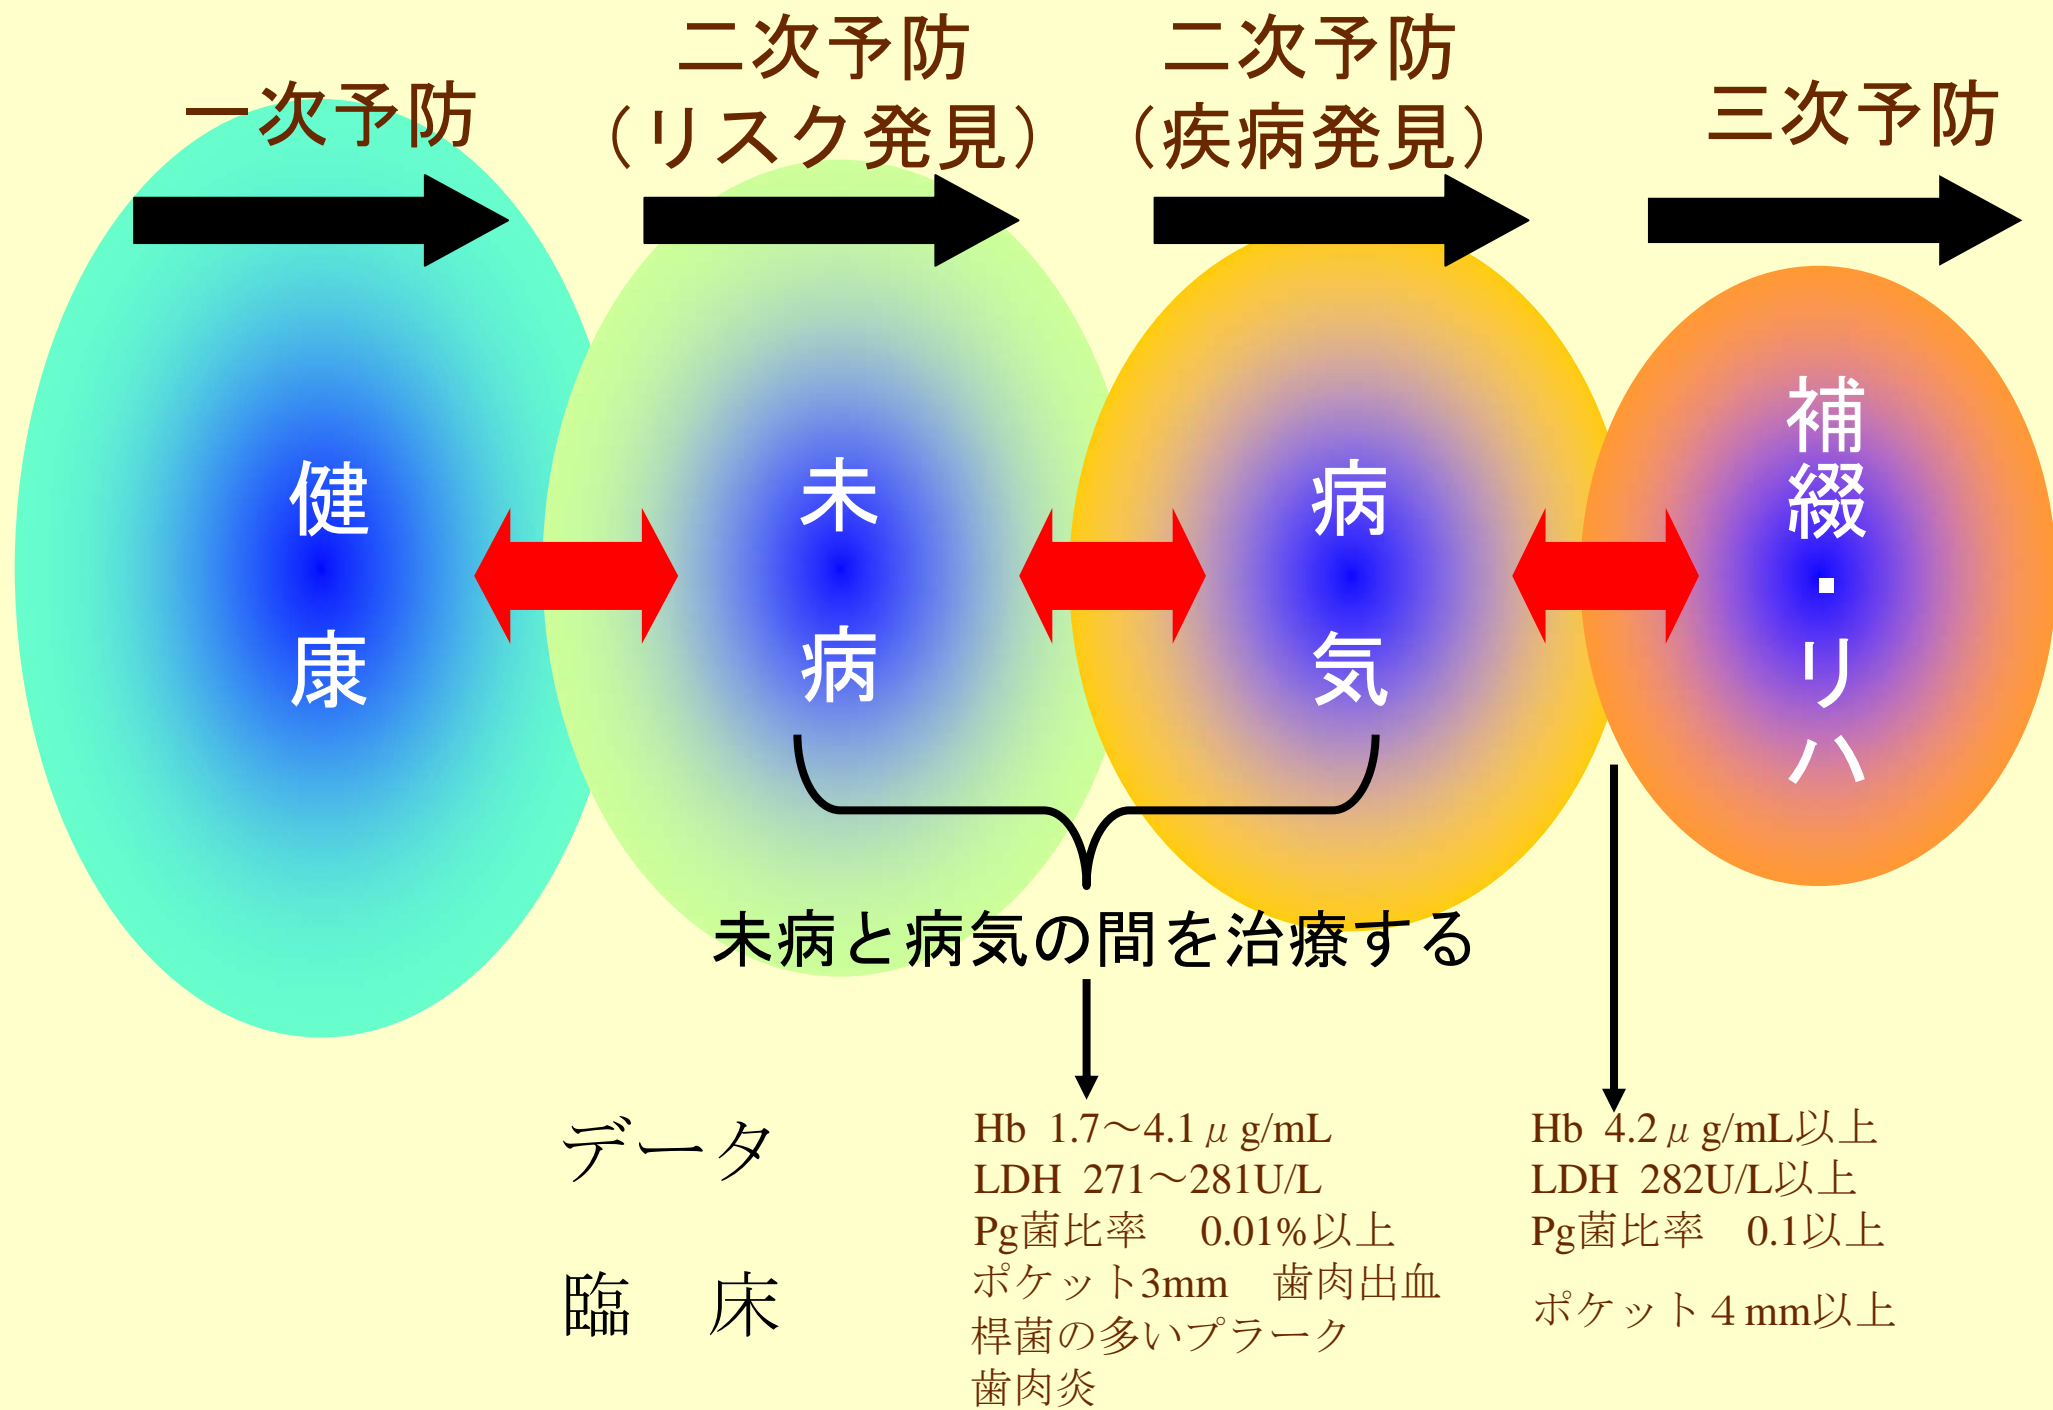 一次予防
二次予防
（リスク発見）
二次予防
（疾病発見）
三次予防
健康
未病
病気
補綴・リハ
未病と病気の間を治療する
データ
Hb 1.7～4.1μg/mL
LDH 271～281U/L
Pg菌比率　0.01%以上
Hb 4.2μg/mL以上
LDH 282U/L以上
Pg菌比率　0.1以上
臨　床
ポケット3mm　歯肉出血
桿菌の多いプラーク
歯肉炎
ポケット４mm以上